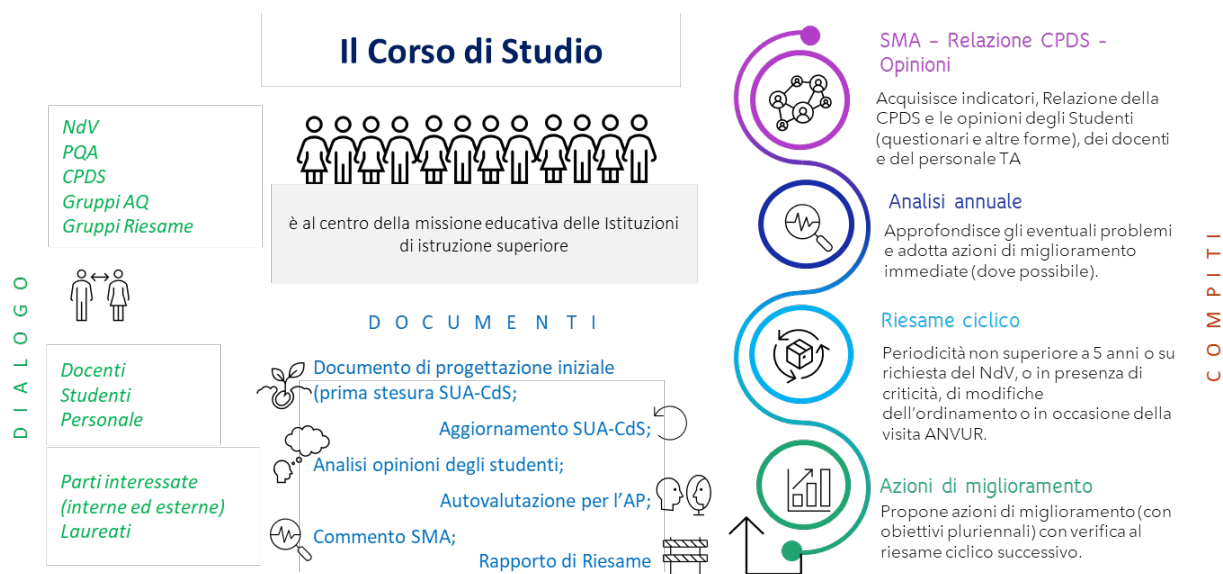 Il Corso di Studio
NdV
PQA
CPDS
Gruppi AQ
Gruppi Riesame
è al centro della missione educativa delle Istituzioni
di istruzione superiore
DIALOGO
Docenti
Studenti
Personale
Parti interessate
(interne ed esterne)
Laureati
DOCUMENTI
Documento di progettazione iniziale
(prima stesura SUA-CdS;
Aggiornamento SUA-CdS;
Analisi opinioni degli studenti;
Autovalutazione per l'AP;
Commento SMA;
Rapporto di Riesame
SMA – Relazione CPDS -
Opinioni
Acquisisce indicatori, Relazione della
CPDS e le opinioni degli Studenti
(questionari e altre forme), dei docenti
e del personale TA
Analisi annuale
Approfondisce gli eventuali problemi
e adotta azioni di miglioramento
immediate (dove possibile).
Riesame ciclico
Periodicità non superiore a 5 anni o su
richiesta del NdV, o in presenza di
criticità, di modifiche
dell'ordinamento o in occasione della
visita ANVUR.
Azioni di miglioramento
Propone azioni di miglioramento (con
obiettivi pluriennali) con verifica al
riesame ciclico successivo.
COMPITI